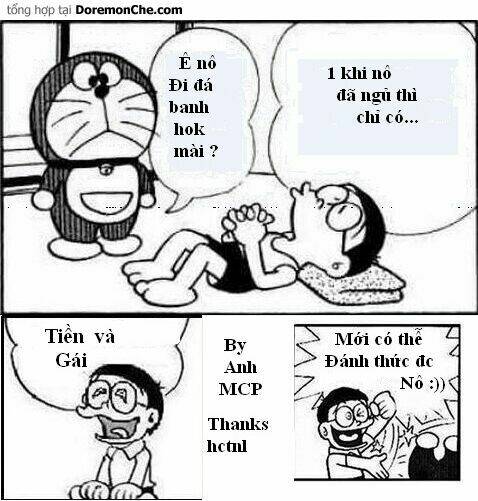 tổng hợp tại DoremonChe.com
Ê nô
Đi đá
banh
hok
mài ?
1 khi nô
đã ngủ thì
chỉ có...
Tiền và
Gái
By
Anh
MCP
Thanks
hctnl
Mới có thể
Đánh thức đc
Nô :))